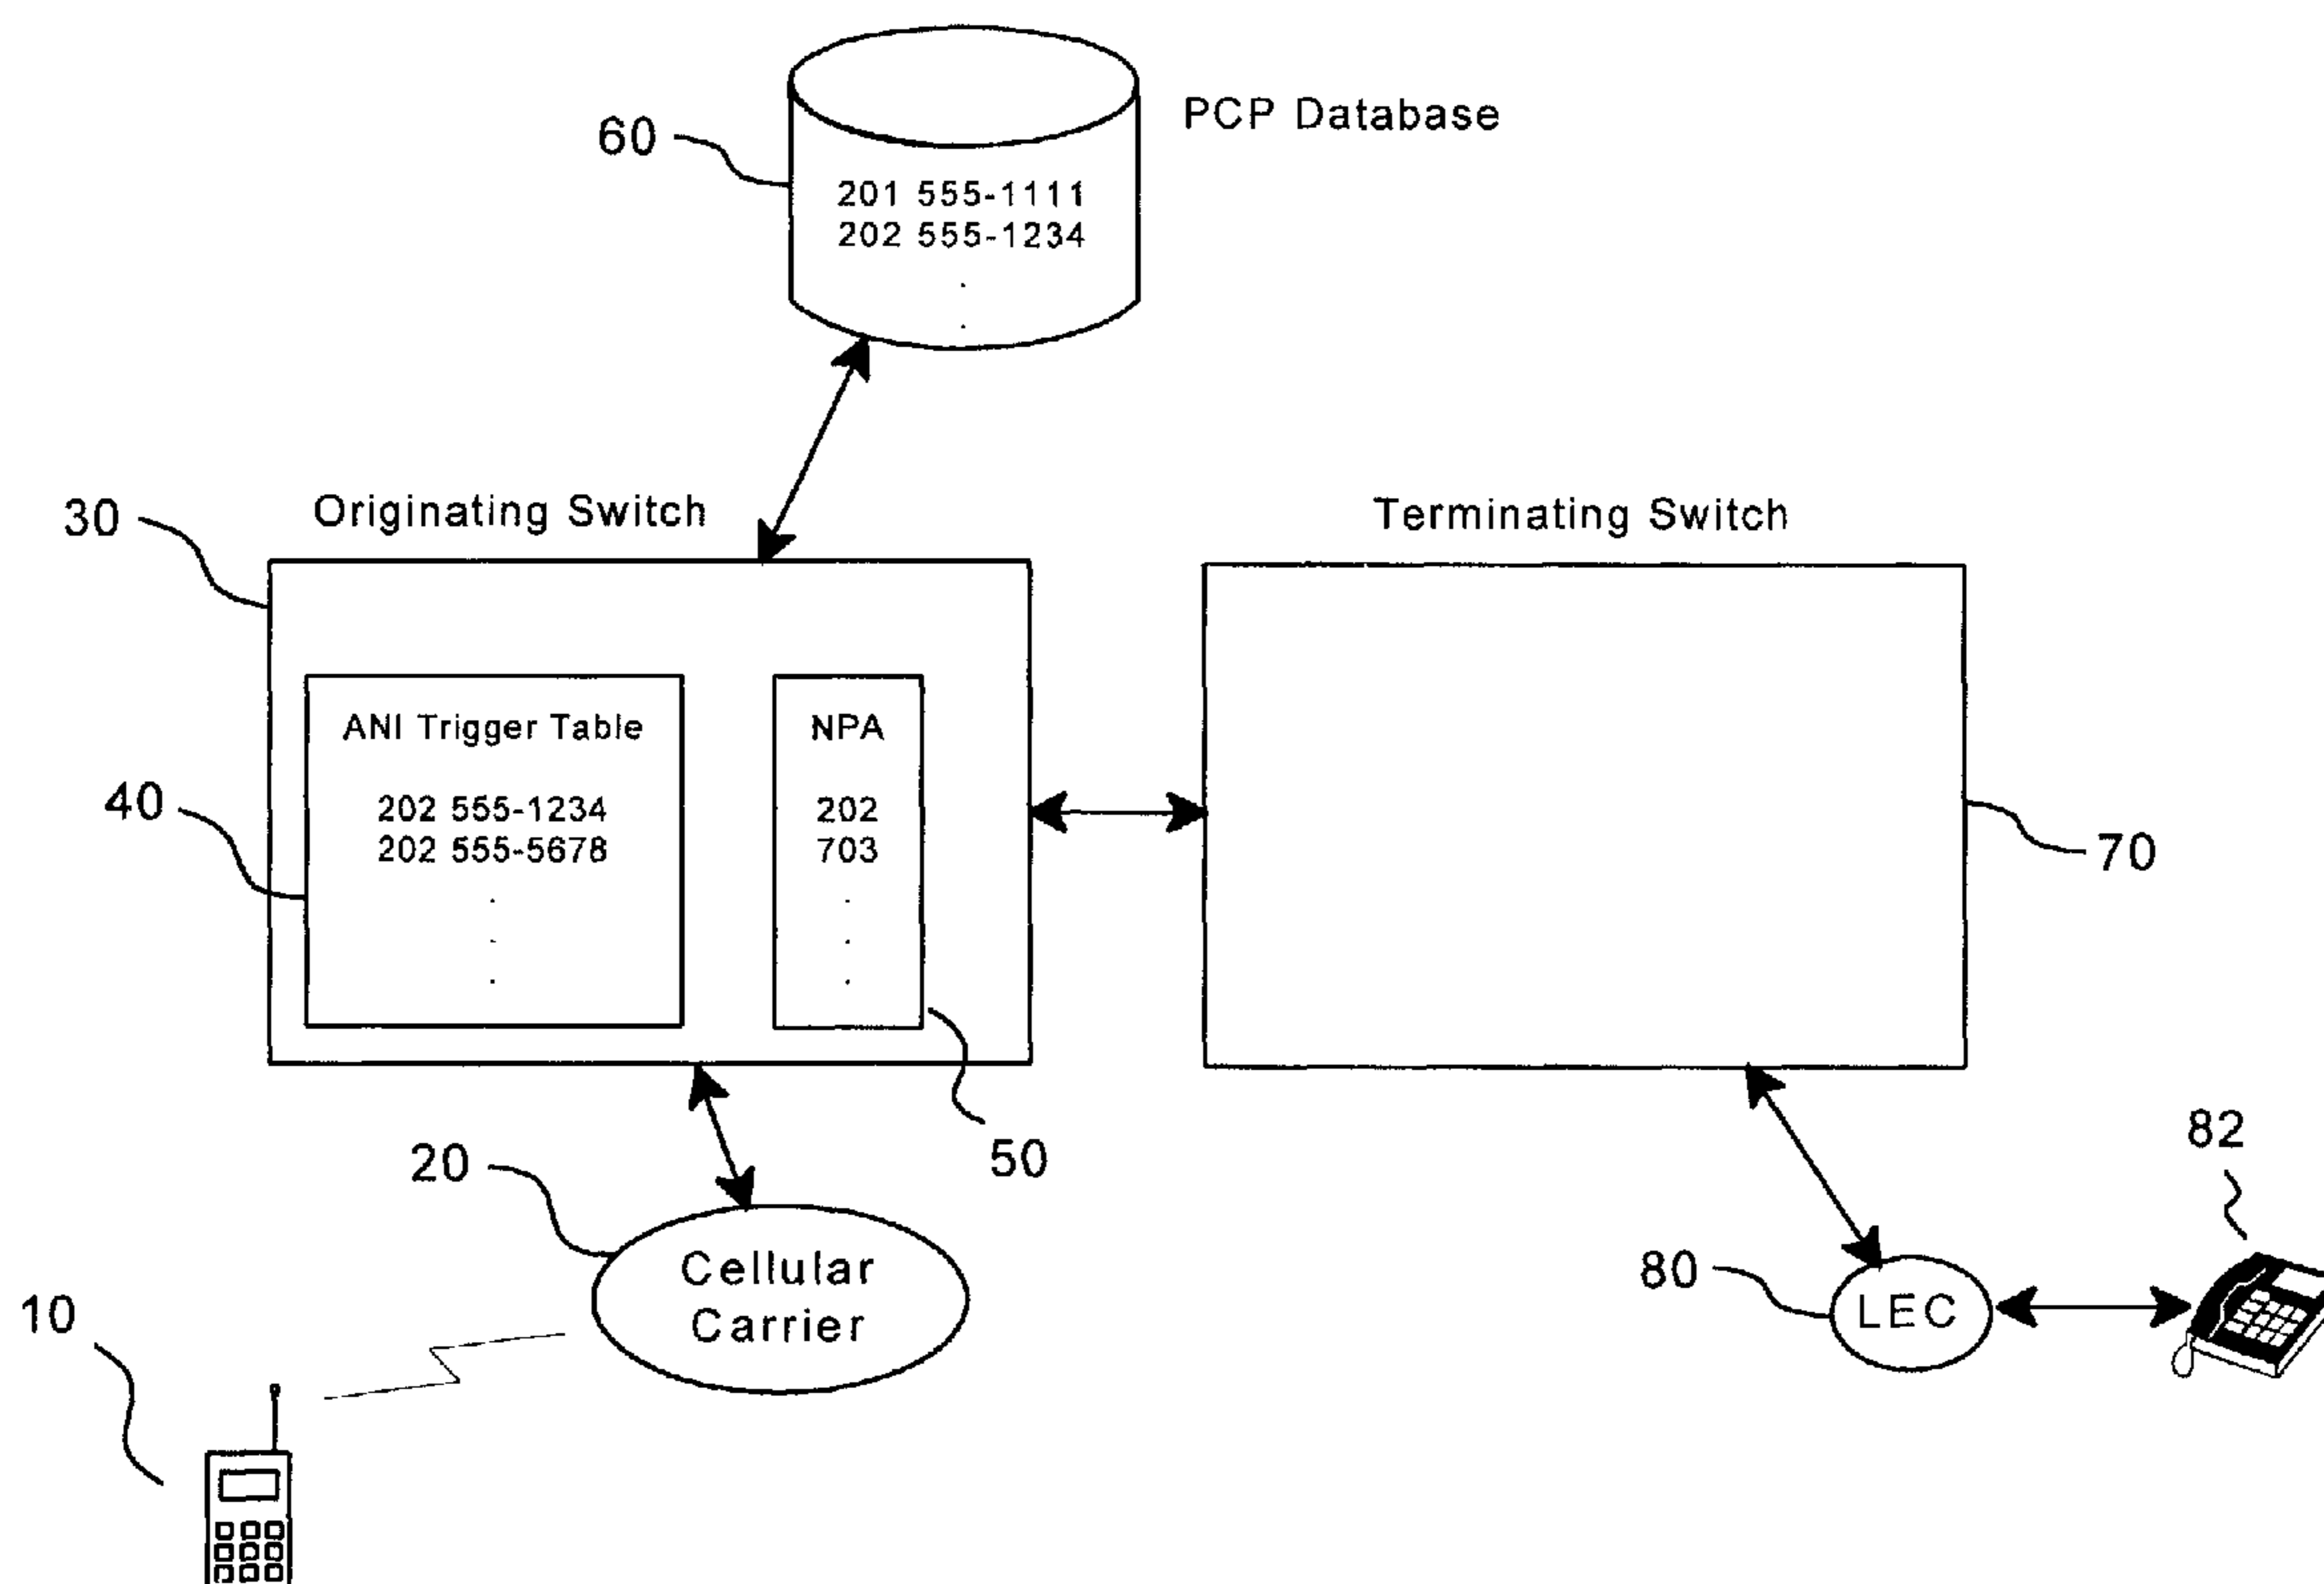 PCP Database
60
201 555-1111
202 555-1234
.
.
30
Originating Switch
Terminating Switch
ANI Trigger Table
NPA
40
202 555-1234
202
202 555-5678
703
70
.
.
.
.
.
.
20
50
82
Cellular
Carrier
80
LEC
10